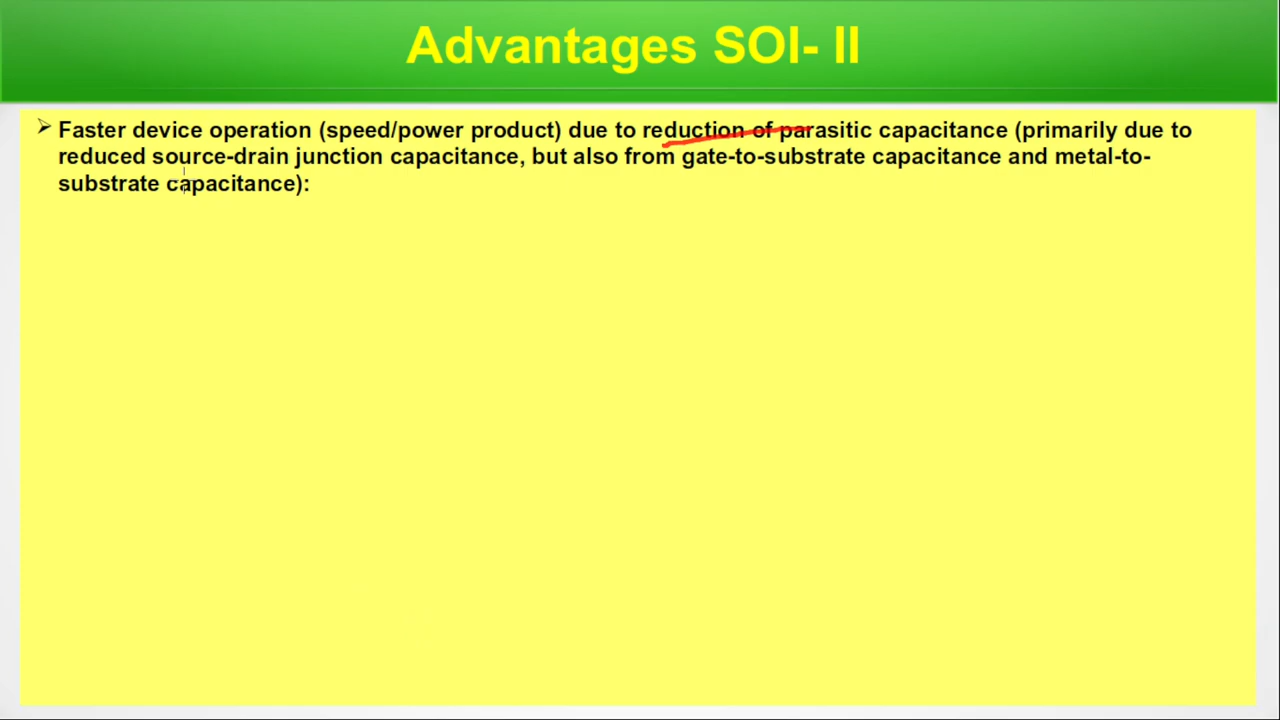 Advantages SOI- II
Faster device operation (speed/power product) due to reduction of parasitic capacitance (primarily due to
reduced source-drain junction capacitance, but also from gate-to-substrate capacitance and metal-to-
substrate capacitance):